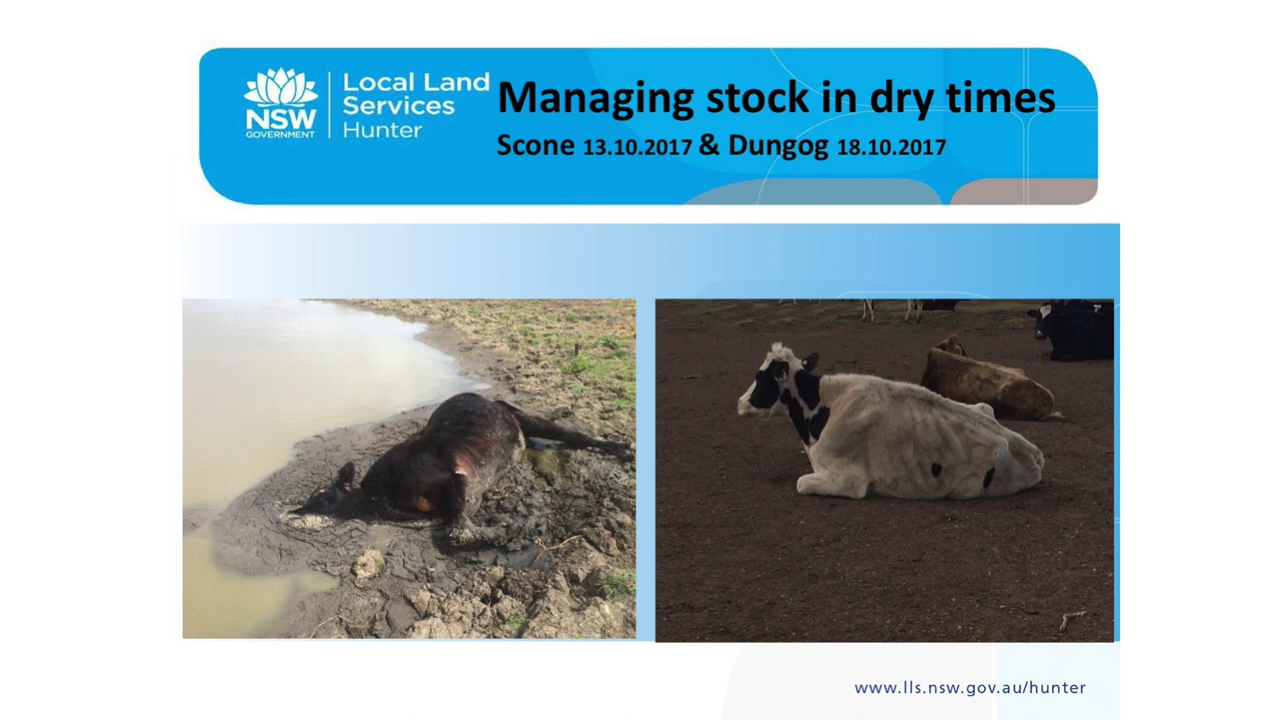 Local Land
Services
Hunter
NSW
GOVERNMENT
Managing stock in dry times
Scone 13.10.2017 & Dungog 18.10.2017
www.lls.nsw.gov.au/hunter